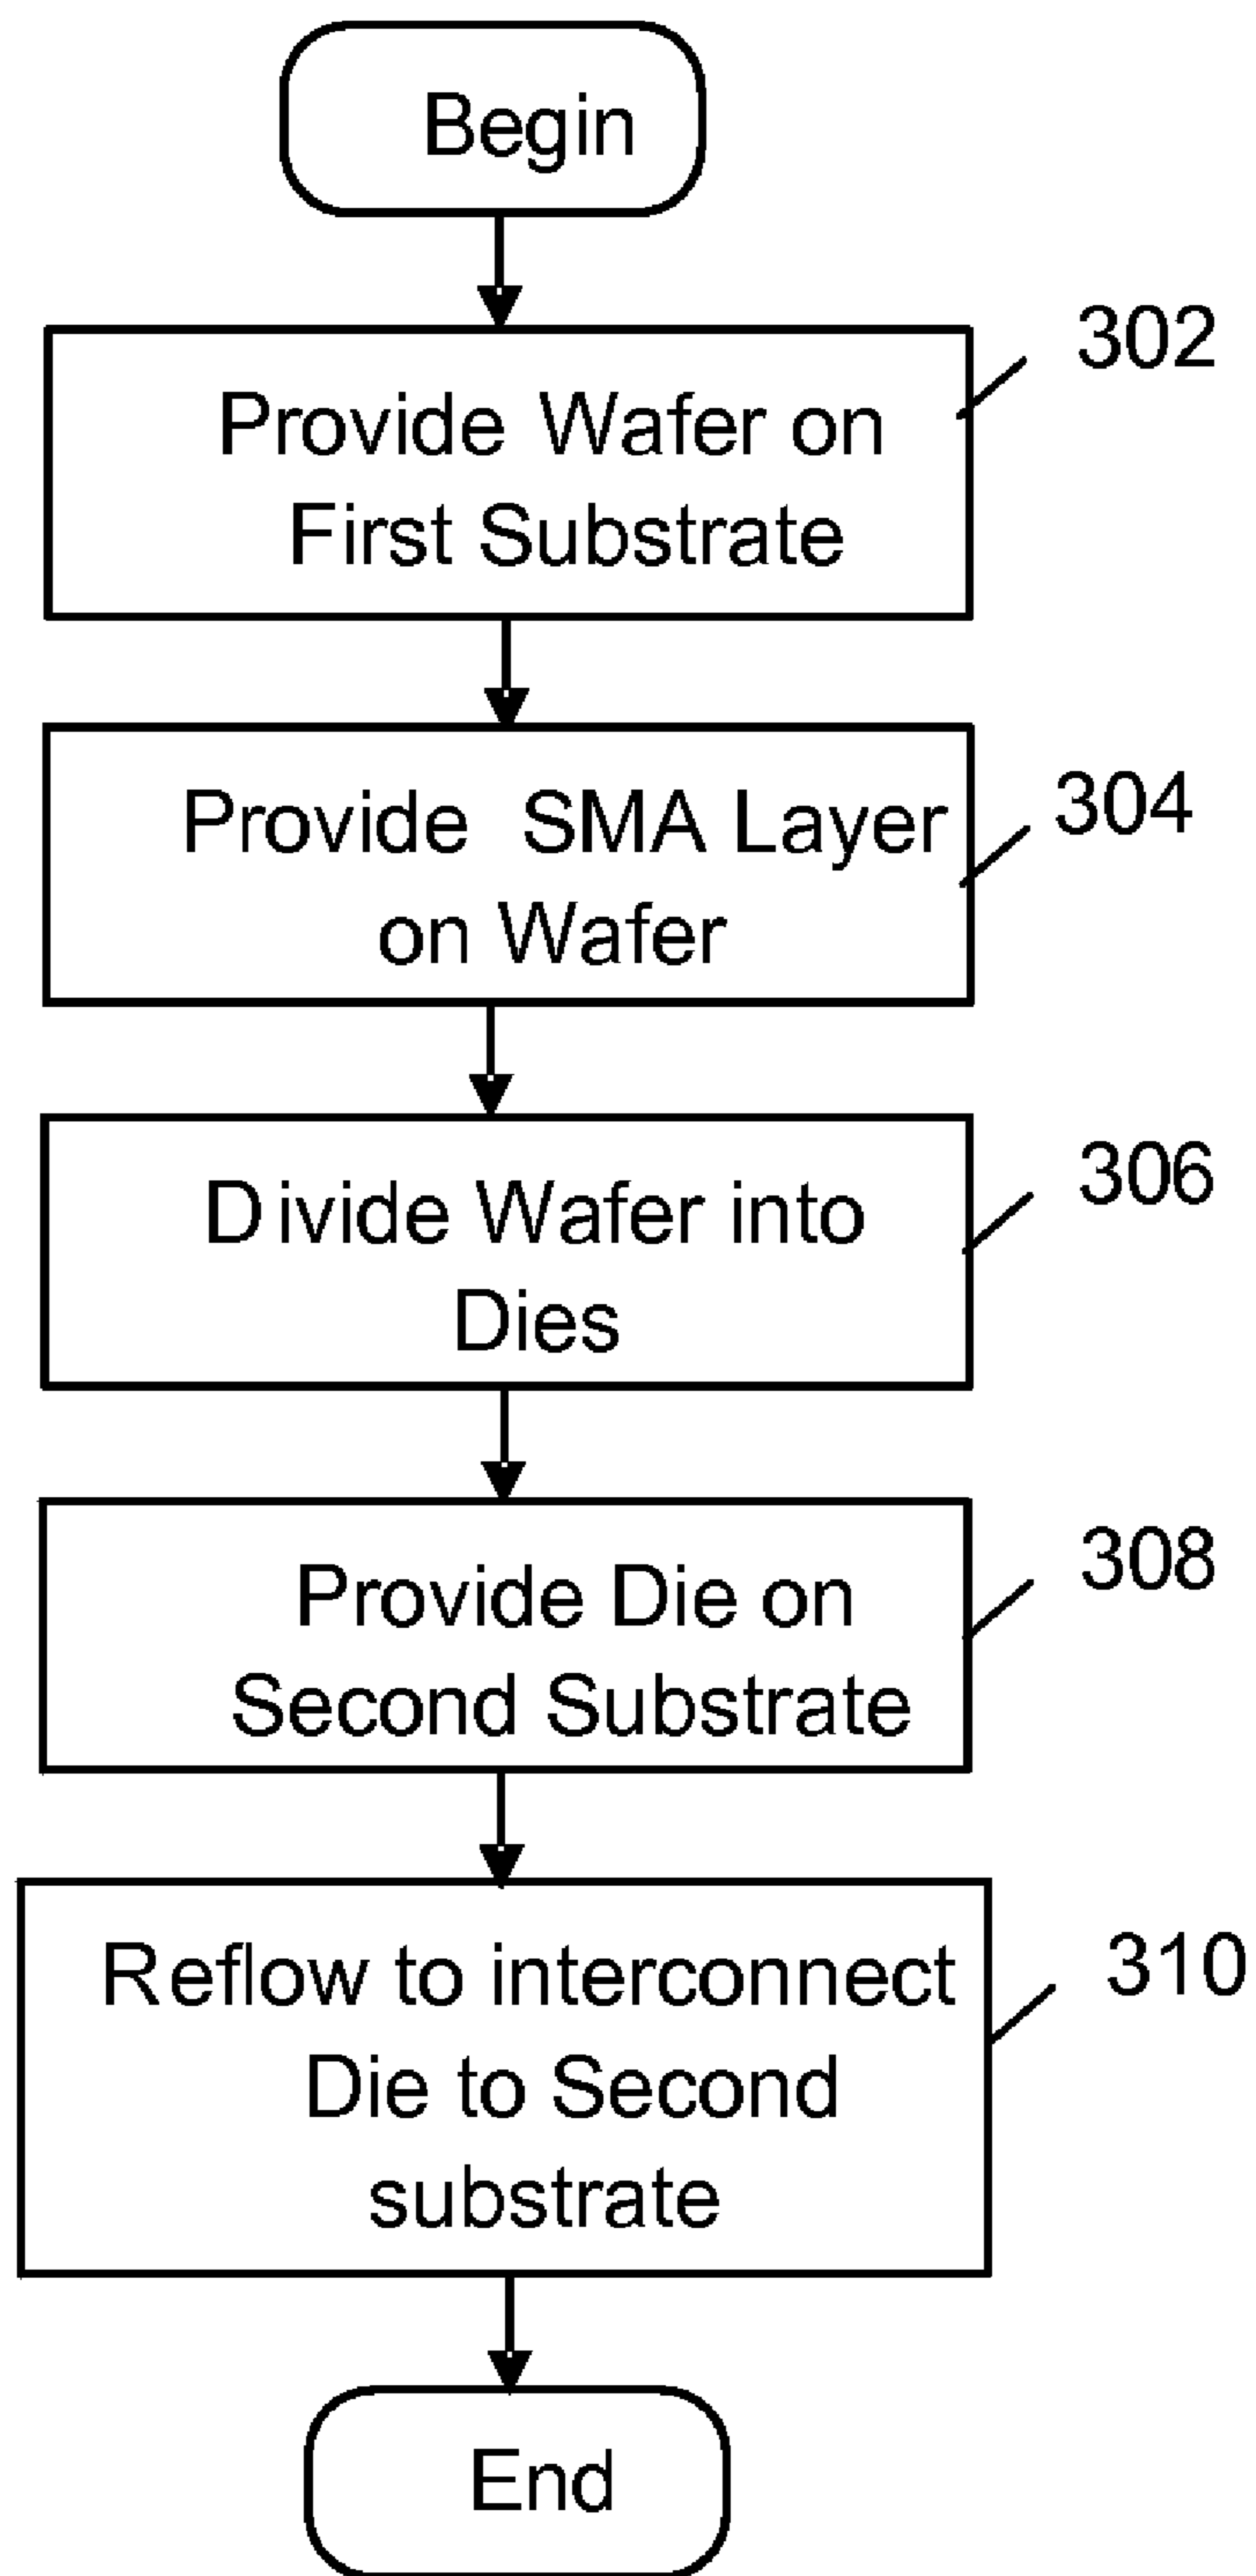 Begin
302
Provide Wafer on
First Substrate
304
Provide SMA Layer
on Wafer
306
Divide Wafer into
Dies
308
Provide Die on
Second Substrate
310
Reflow to interconnect
Die to Second
substrate
End